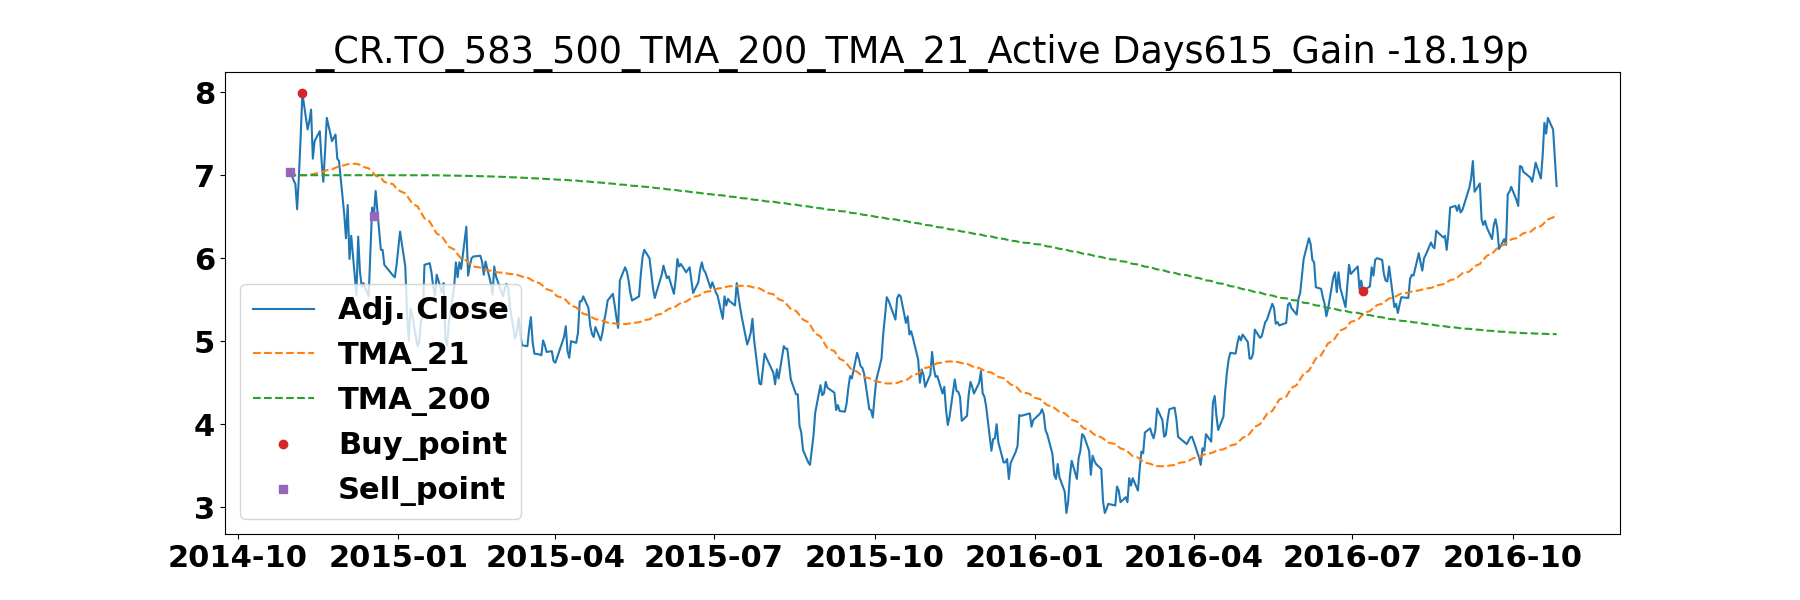 _CR.TO_583_500_TMA_200_TMA_21_Active Days615_Gain -18.19p
8
7
6
5
4
3
Adj. Close
TMA_21
TMA_200
Buy_point
Sell_point
2014-10 2015-01 2015-04 2015-07 2015-10 2016-01 2016-04 2016-07 2016-10